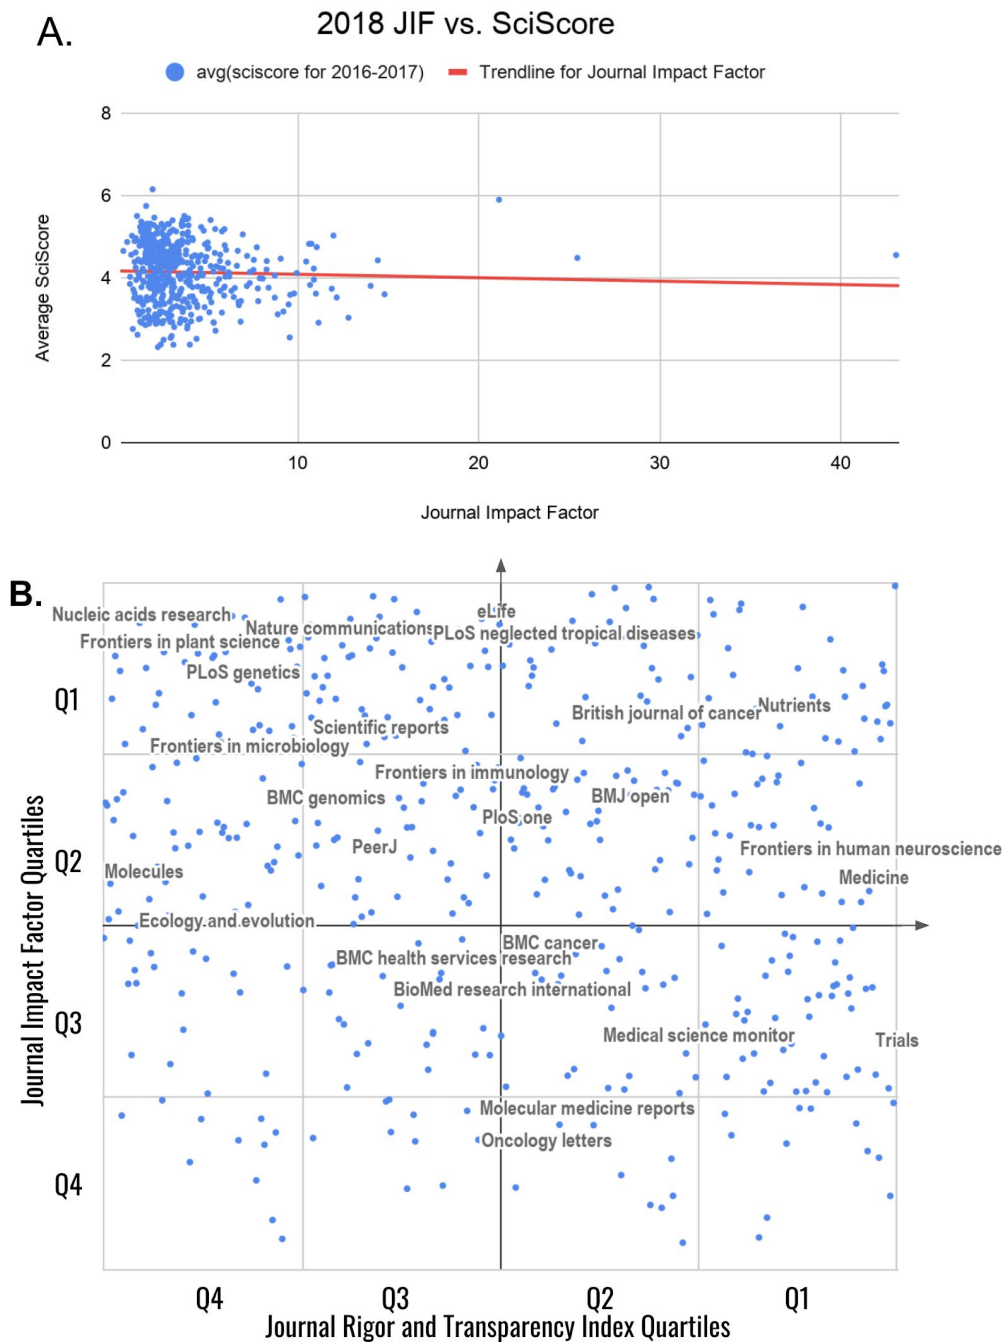 A.
2018 JIF vs. SciScore
avg(sciscore for 2016-2017)
Trendline for Journal Impact Factor
8
6
4
2
0
Average SciScore
10 20 30 40
Journal Impact Factor
B.
eLife
Nucleic acids research
Nature communications
PLoS neglected tropical diseases
Frontiers in plant science
PLoS genetics
Q1
British journal of cancer
Nutrients
Scientific reports
Frontiers in microbiology
Frontiers in immunology
BMC genomics
BMJ open
PloS one
PeerJ
Frontiers in human neuroscience
Q2
Molecules
Medicine
Ecology and evolution
BMC cancer
BMC health services research
BioMed research international
Q3
Medical science monitor
Trials
Molecular medicine reports
Oncology letters
Q4
Journal Impact Factor Quartiles
Q4 Q3 Q2 Q1
Journal Rigor and Transparency Index Quartiles